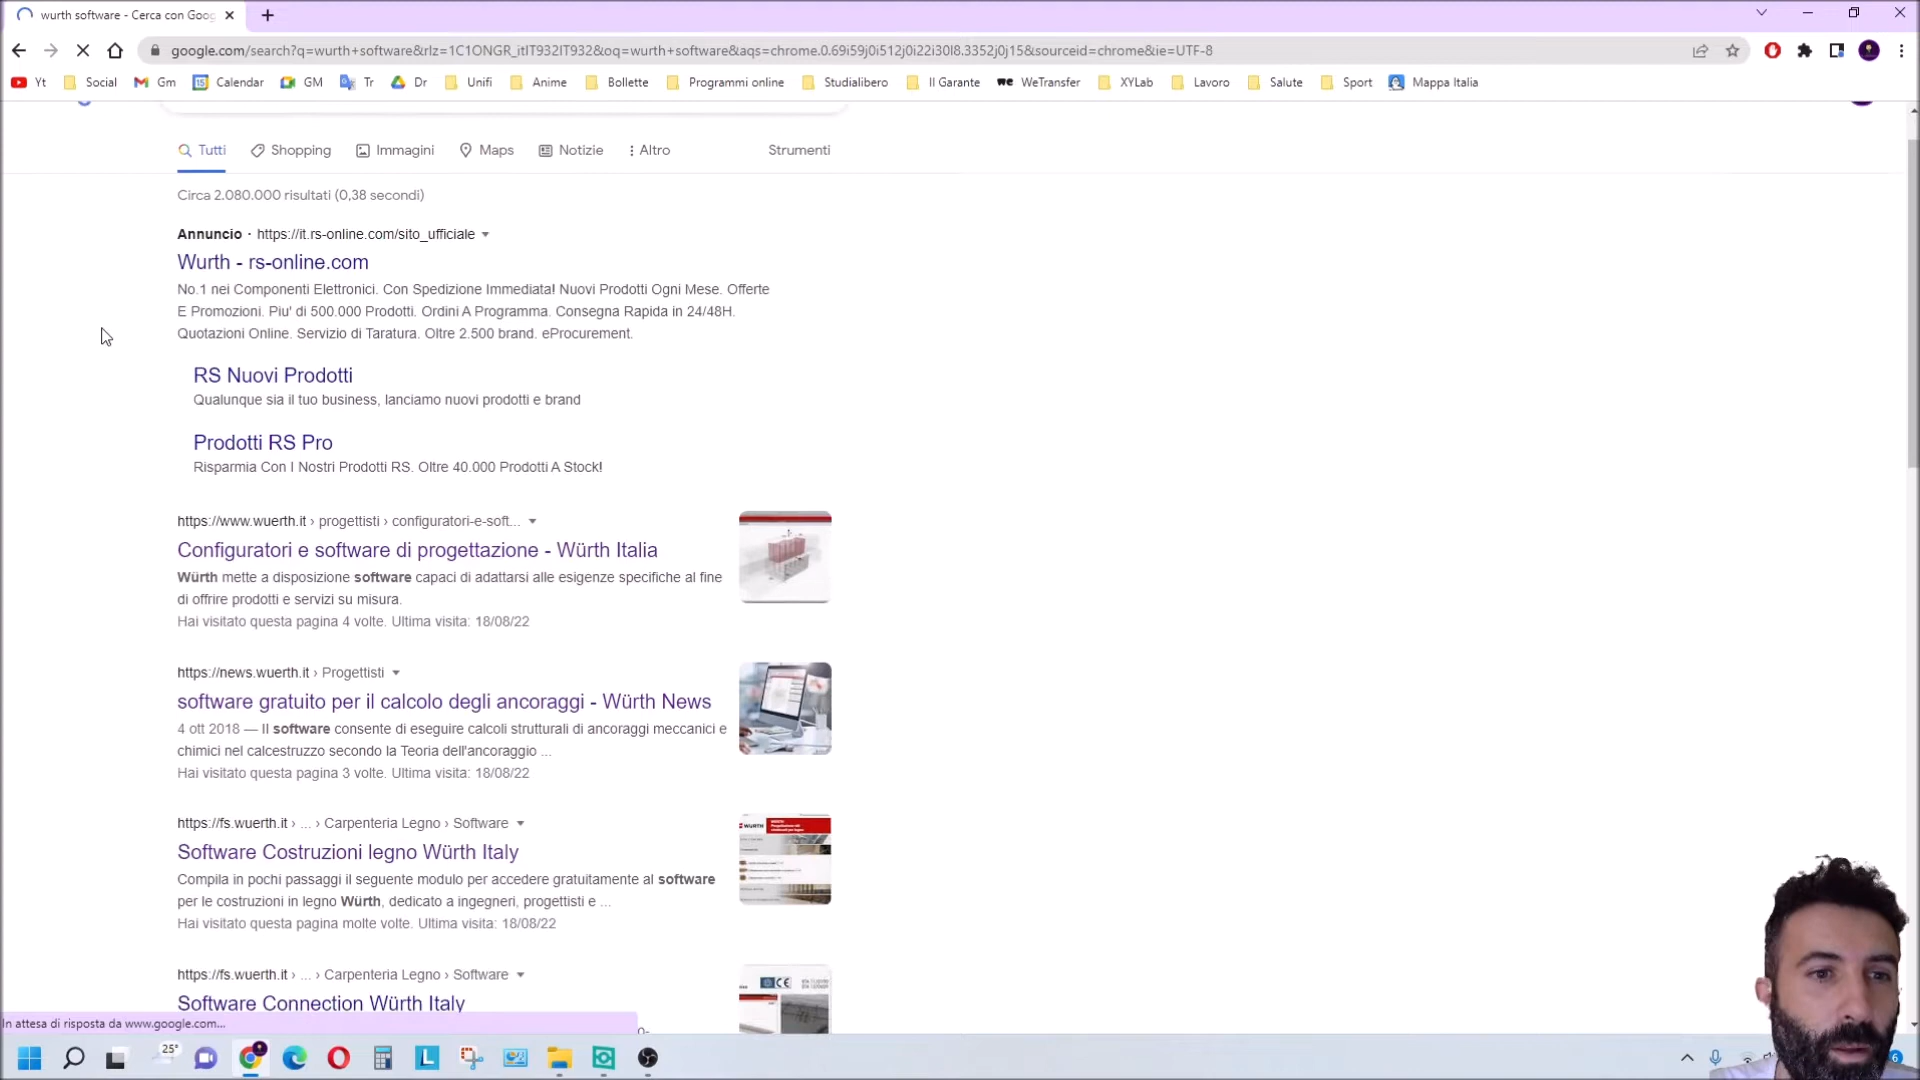 wurth software - Cerca con Goog
google.com/search?q=wurth+software&rlz=1C1ONGR_itIT932IT932&oq=wurth+software&aqs=chrome.0.69i59j0i512j0i22i30l8.3352j0j15&sourceid=chrome&ie=UTF-8
Yt Social Gm Calendar GM Tr Dr Unifi Anime Bollette Programmi online Studialibero Il Garante WeTransfer XYLab Lavoro Salute Sport Mappa Italia
Tutti Shopping Immagini Maps Notizie Altro Strumenti
Circa 2.080.000 risultati (0,38 secondi)
Annuncio · https://it.rs-online.com/sito_ufficiale
Wurth - rs-online.com
No.1 nei Componenti Elettronici. Con Spedizione Immediata! Nuovi Prodotti Ogni Mese. Offerte
E Promozioni. Piu' di 500.000 Prodotti. Ordini A Programma. Consegna Rapida in 24/48H.
Quotazioni Online. Servizio di Taratura. Oltre 2.500 brand. eProcurement.
RS Nuovi Prodotti
Qualunque sia il tuo business, lanciamo nuovi prodotti e brand
Prodotti RS Pro
Risparmia Con I Nostri Prodotti RS. Oltre 40.000 Prodotti A Stock!
https://www.wuerth.it › progettisti › configuratori-e-soft...
Configuratori e software di progettazione - Würth Italia
Würth mette a disposizione software capaci di adattarsi alle esigenze specifiche al fine
di offrire prodotti e servizi su misura.
Hai visitato questa pagina 4 volte. Ultima visita: 18/08/22
https://news.wuerth.it › Progettisti
software gratuito per il calcolo degli ancoraggi - Würth News
4 ott 2018 — Il software consente di eseguire calcoli strutturali di ancoraggi meccanici e
chimici nel calcestruzzo secondo la Teoria dell'ancoraggio ...
Hai visitato questa pagina 3 volte. Ultima visita: 18/08/22
https://fs.wuerth.it › ... › Carpenteria Legno › Software
Software Costruzioni legno Würth Italy
Compila in pochi passaggi il seguente modulo per accedere gratuitamente al software
per le costruzioni in legno Würth, dedicato a ingegneri, progettisti e ...
Hai visitato questa pagina molte volte. Ultima visita: 18/08/22
WURTH
https://fs.wuerth.it › ... › Carpenteria Legno › Software
Software Connection Würth Italy
In attesa di risposta da www.google.com...
25°
6